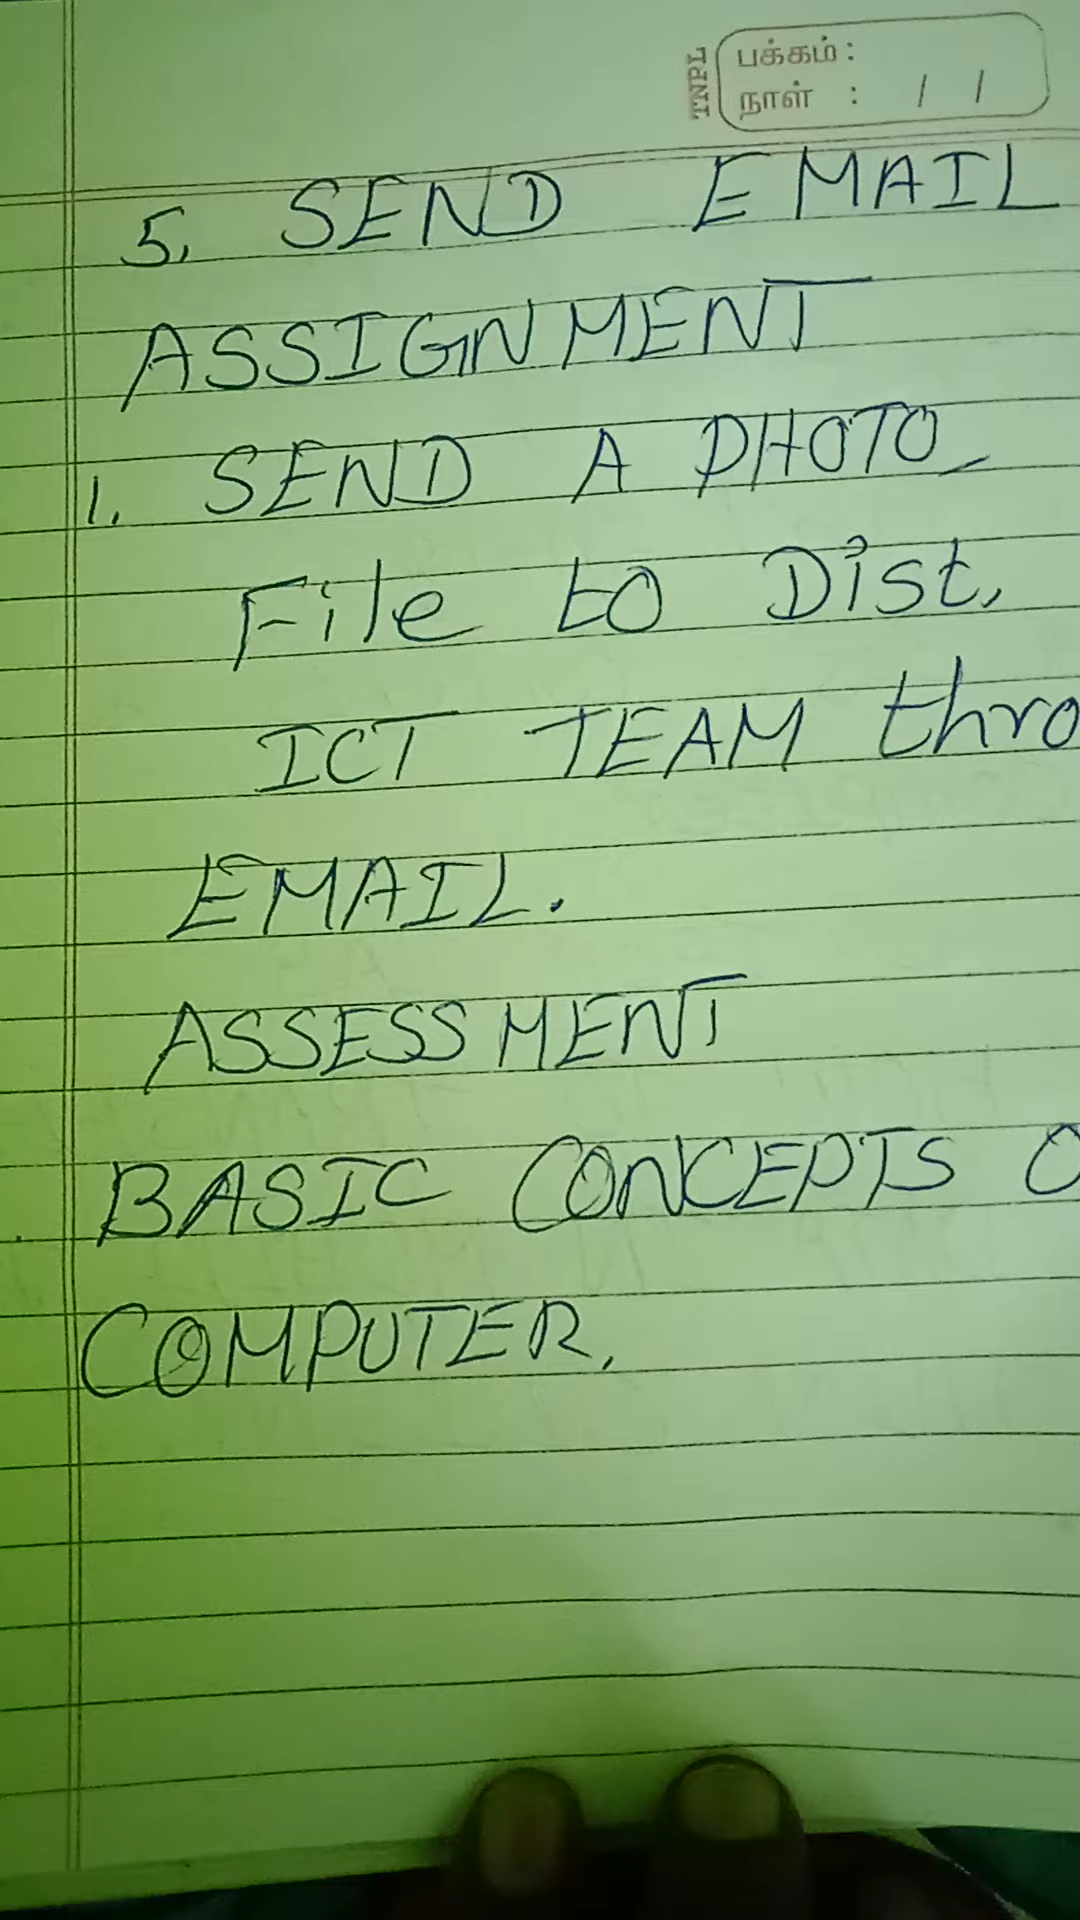 TNPL
பக்கம் :
நாள் : / /
5. SEND EMAIL
ASSIGNMENT
1. SEND A PHOTO
File to Dist.
ICT TEAM thro
EMAIL.
ASSESSMENT
BASIC CONCEPTS O
COMPUTER.